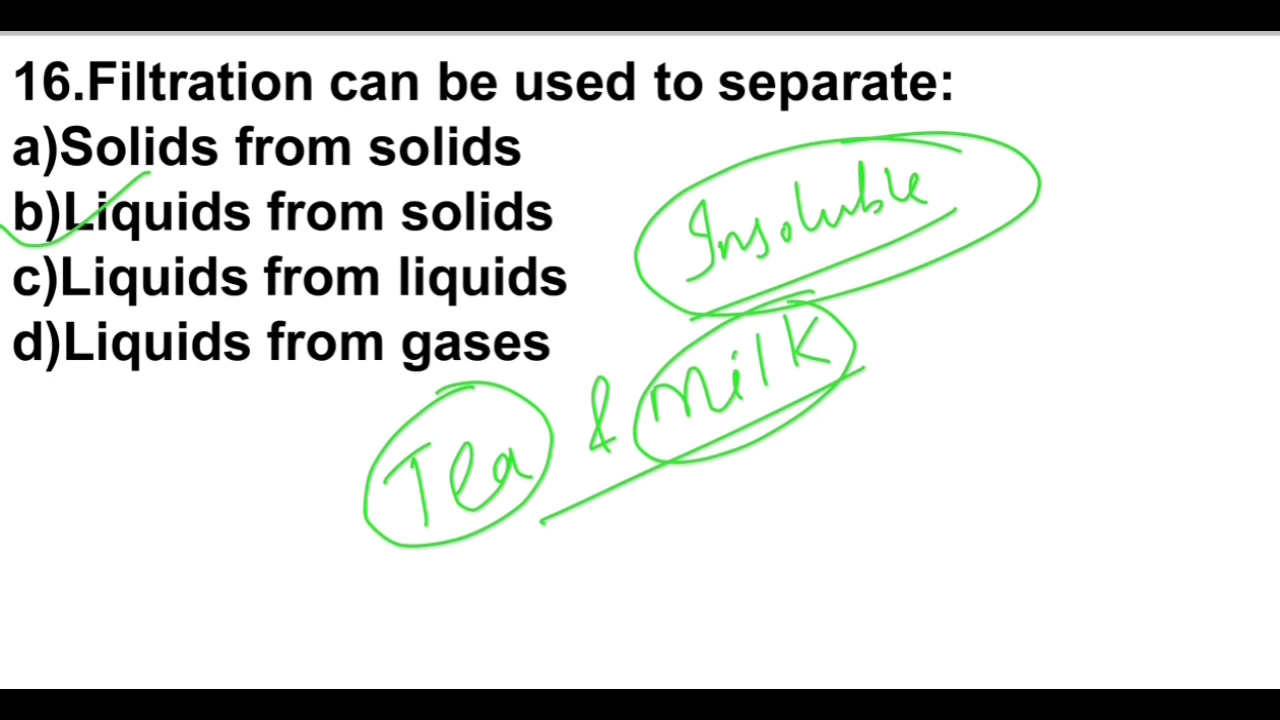 16.Filtration can be used to separate:
a)Solids from solids
b)Liquids from solids
c)Liquids from liquids
d)Liquids from gases
Insoluble
Tea & Milk